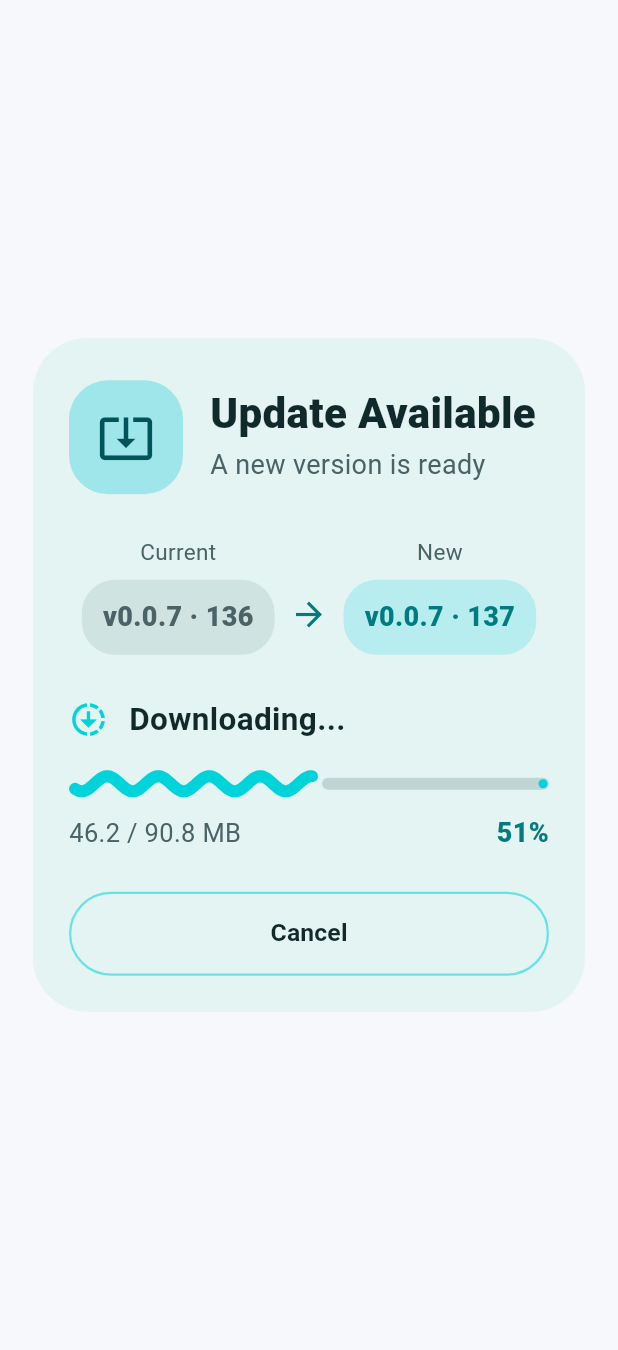 Update Available
A new version is ready
Current
New
v0.0.7 · 136
v0.0.7 · 137
Downloading...
46.2 / 90.8 MB
51%
Cancel